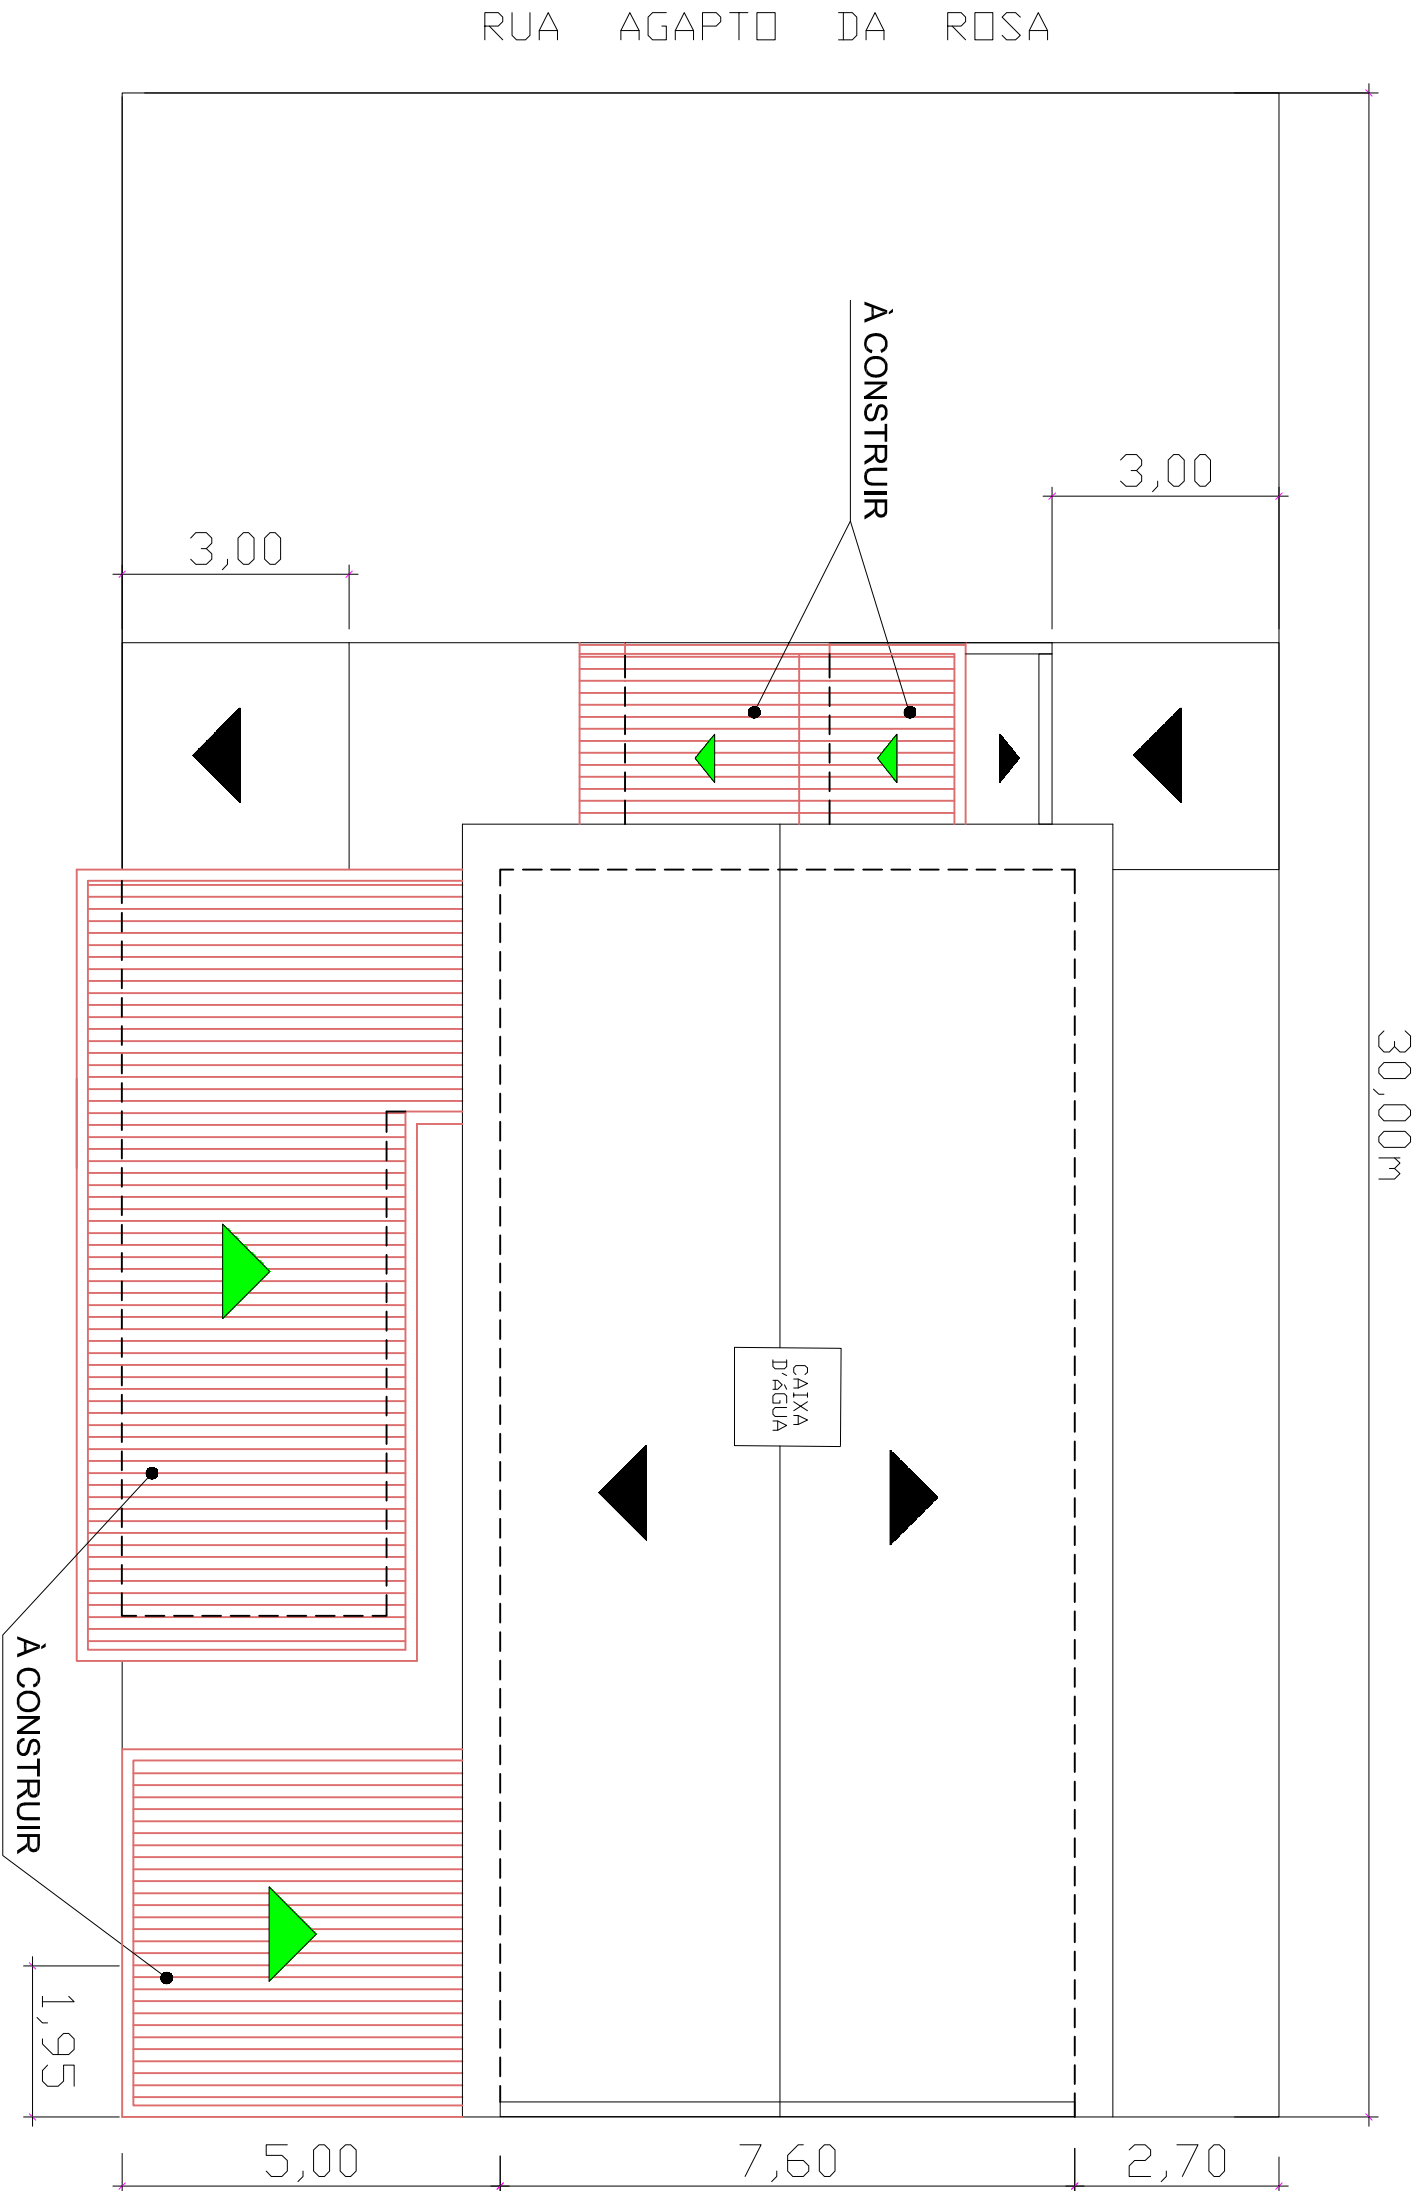 RUA AGAPTO DA ROSA
À CONSTRUIR
3,00
3,00
30,00m
CAIXA
D'ÁGUA
À CONSTRUIR
1,95
5,00
7,60
2,70